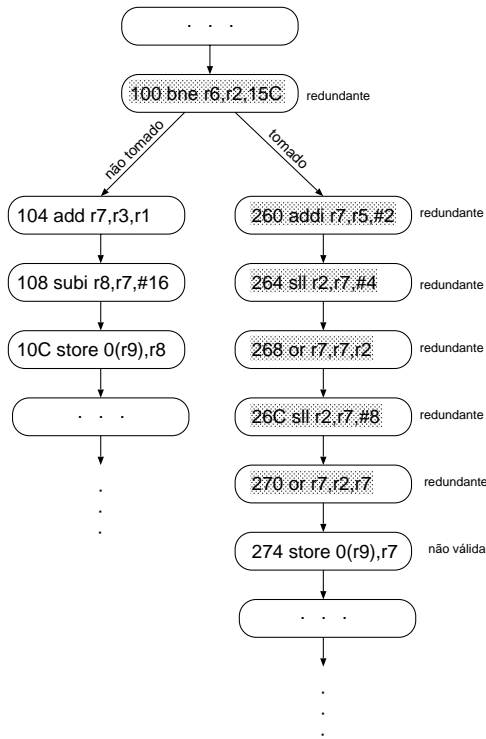 . . .
100 bne r6,r2,15C
redundante
não tomado
tomado
104 add r7,r3,r1
260 addi r7,r5,#2
redundante
108 subi r8,r7,#16
264 sll r2,r7,#4
redundante
10C store 0(r9),r8
268 or r7,r7,r2
redundante
. . .
26C sll r2,r7,#8
redundante
.
.
.
270 or r7,r2,r7
redundante
274 store 0(r9),r7
não válida
. . .
.
.
.